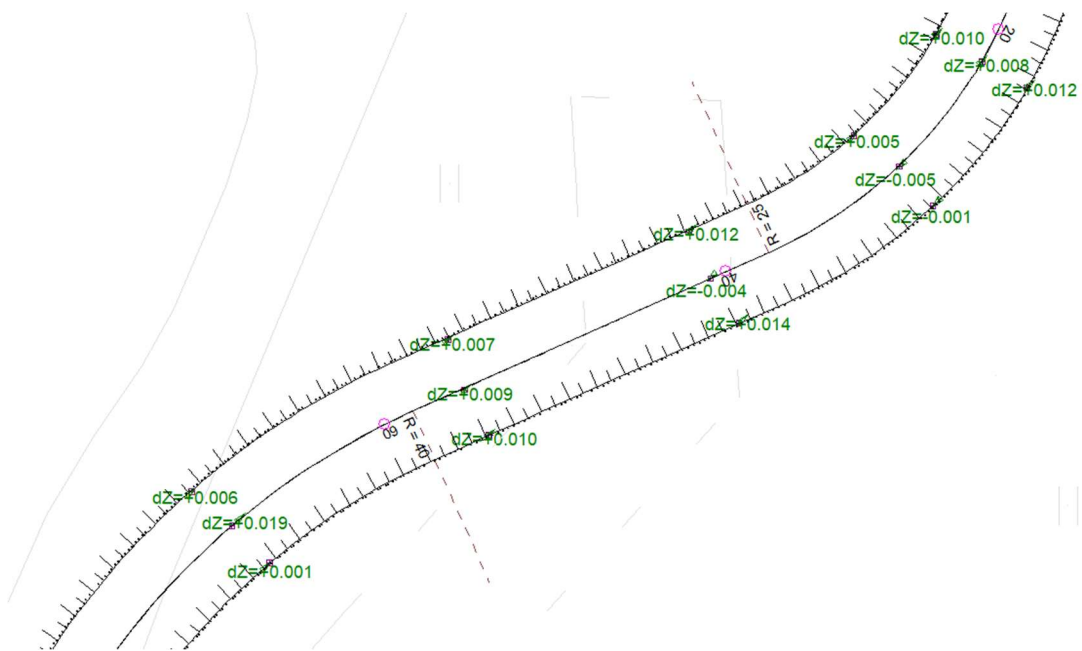 dZ=+0.010
20
dZ=+0.008
dZ=+0.012
dZ=+0.005
dZ=-0.005
R = 25
dZ=-0.001
dZ=+0.012
40
dZ=-0.004
dZ=+0.014
dZ=+0.007
dZ=+0.009
60
R = 40
dZ=+0.010
dZ=+0.006
dZ=+0.019
dZ=+0.001